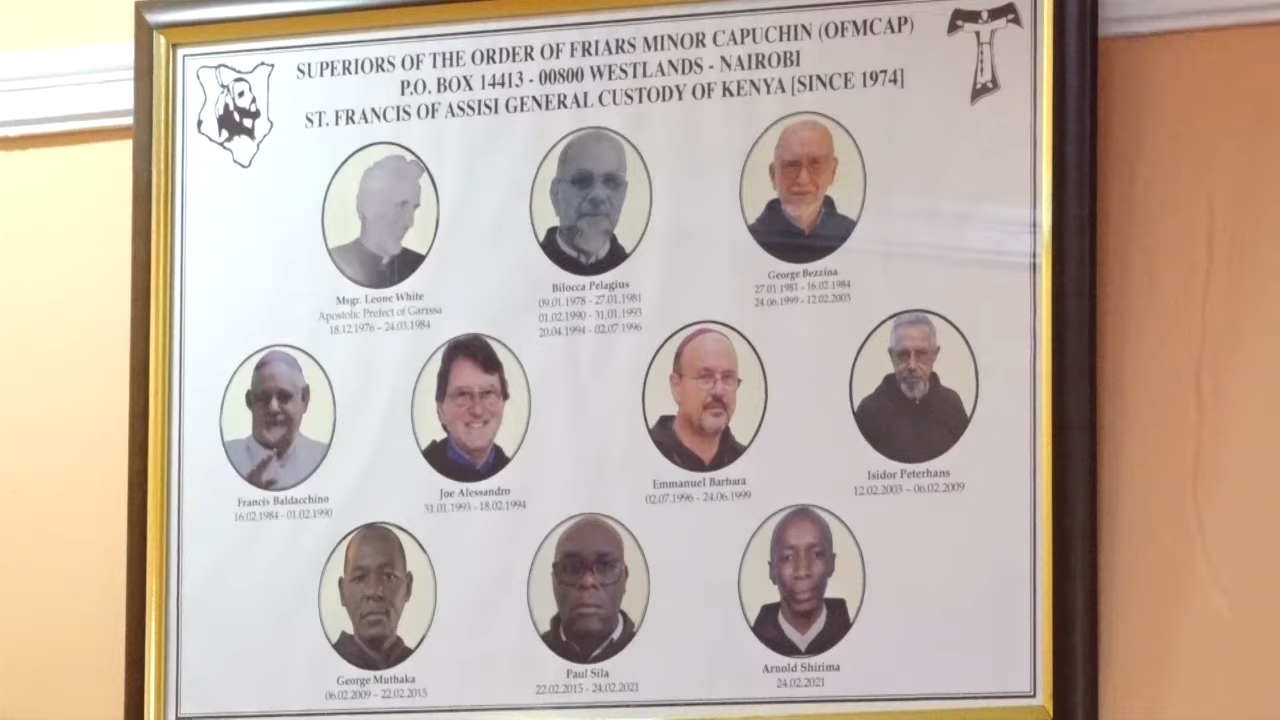 SUPERIORS OF THE ORDER OF FRIARS MINOR CAPUCHIN (OFMCAP)
P.O. BOX 14413 - 00800 WESTLANDS - NAIROBI
ST. FRANCIS OF ASSISI GENERAL CUSTODY OF KENYA [SINCE 1974]
Msgr. Leone White
Apostolic Prefect of Garissa
18.12.1976 – 24.03.1984
Bilocca Pelagius
09.01.1978 - 27.01.1981
01.02.1990 - 31.01.1993
20.04.1994 - 02.07.1996
George Bezzina
27.01.1981 - 16.02.1984
24.06.1999 - 12.02.2003
Francis Baldacchino
16.02.1984 - 01.02.1990
Joe Alessandro
31.01.1993 - 18.02.1994
Emmanuel Barbara
02.07.1996 - 24.06.1999
Isidor Peterhans
12.02.2003 – 06.02.2009
George Muthaka
06.02.2009 – 22.02.2015
Paul Sila
22.02.2015 - 24.02.2021
Arnold Shirima
24.02.2021